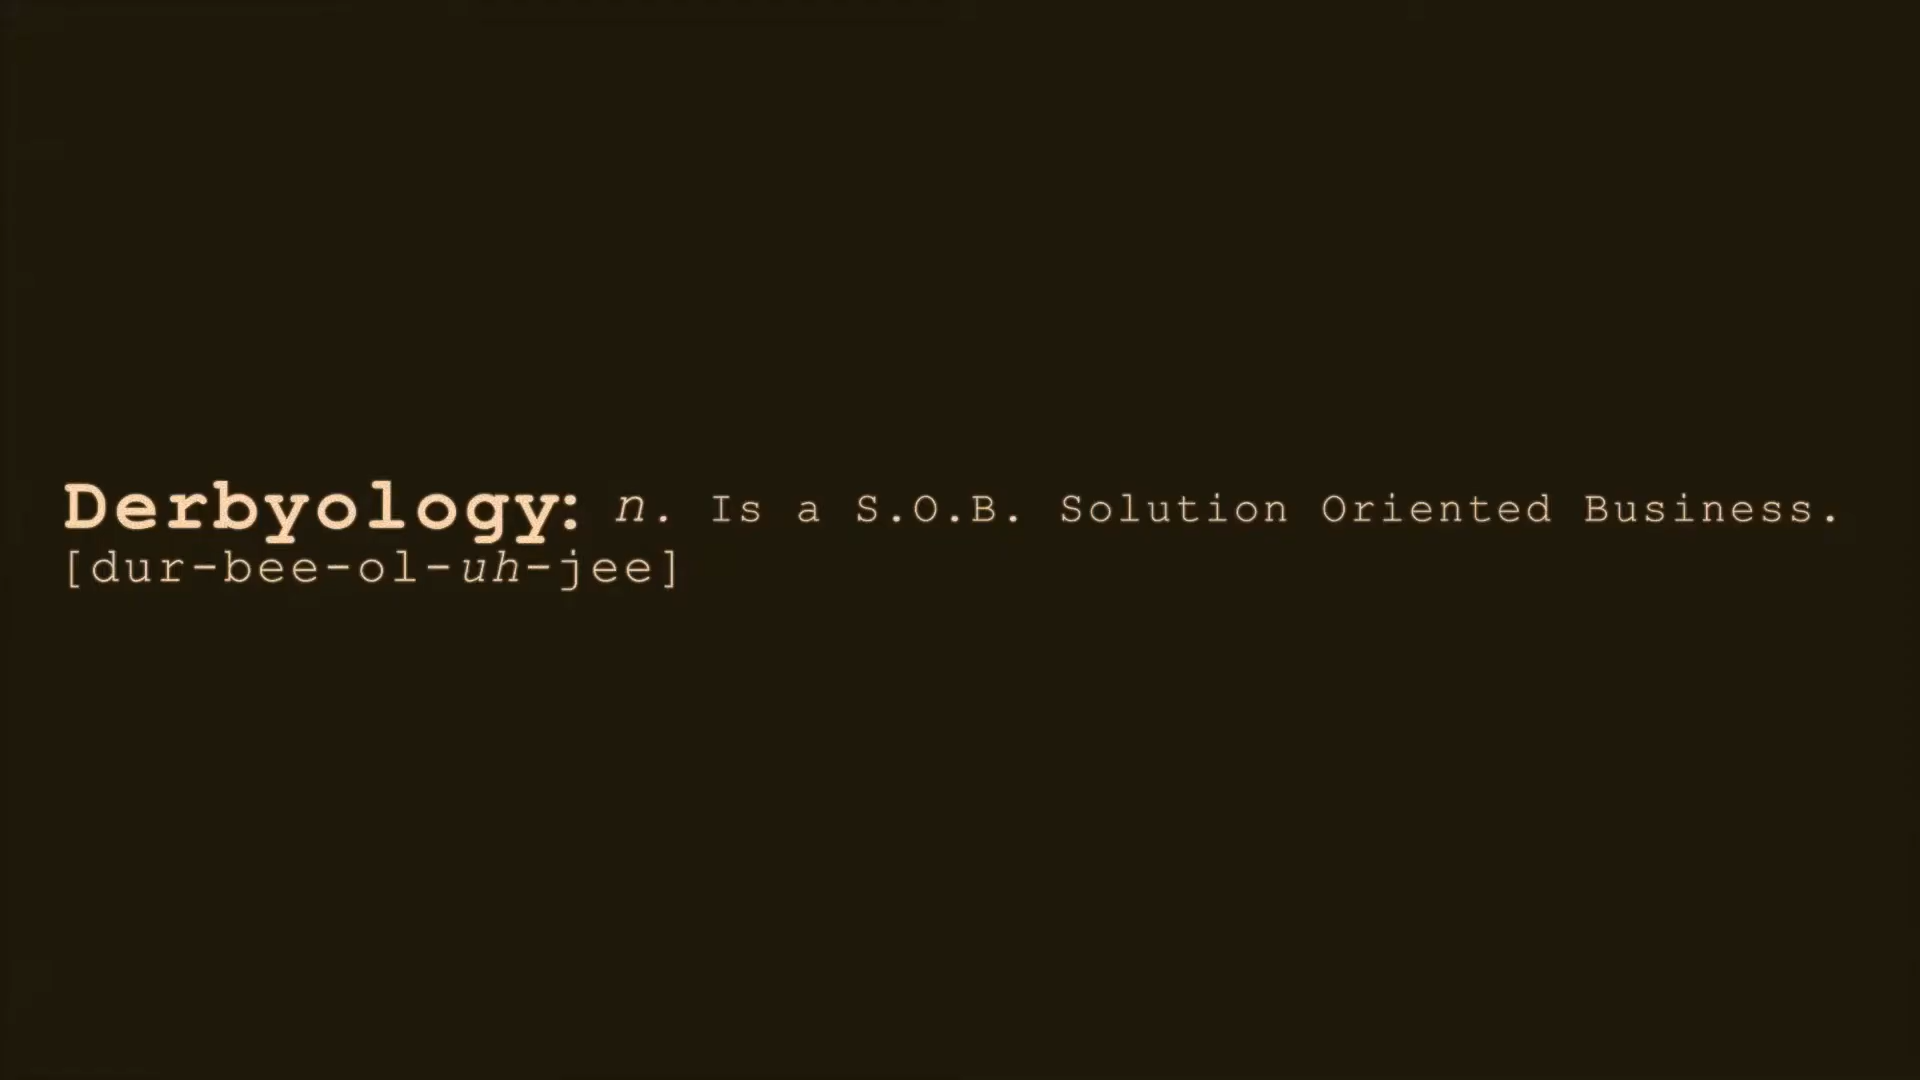 Derbyology: n. Is a S.O.B. Solution Oriented Business.
[dur-bee-ol-uh-jee]